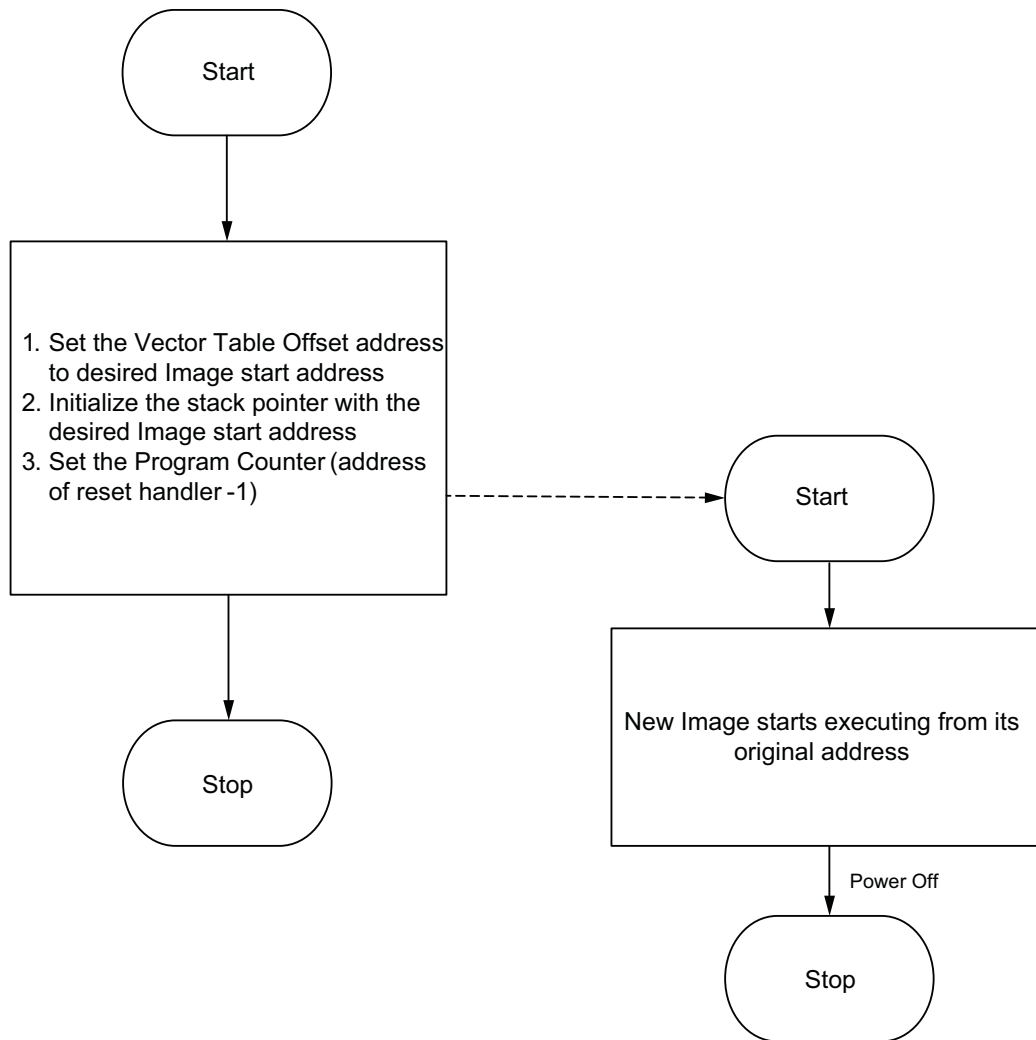 Start
1. Set the Vector Table Offset address
to desired Image start address
2. Initialize the stack pointer with the
desired Image start address
3. Set the Program Counter (address
of reset handler -1)
Stop
Start
New Image starts executing from its
original address
Power Off
Stop